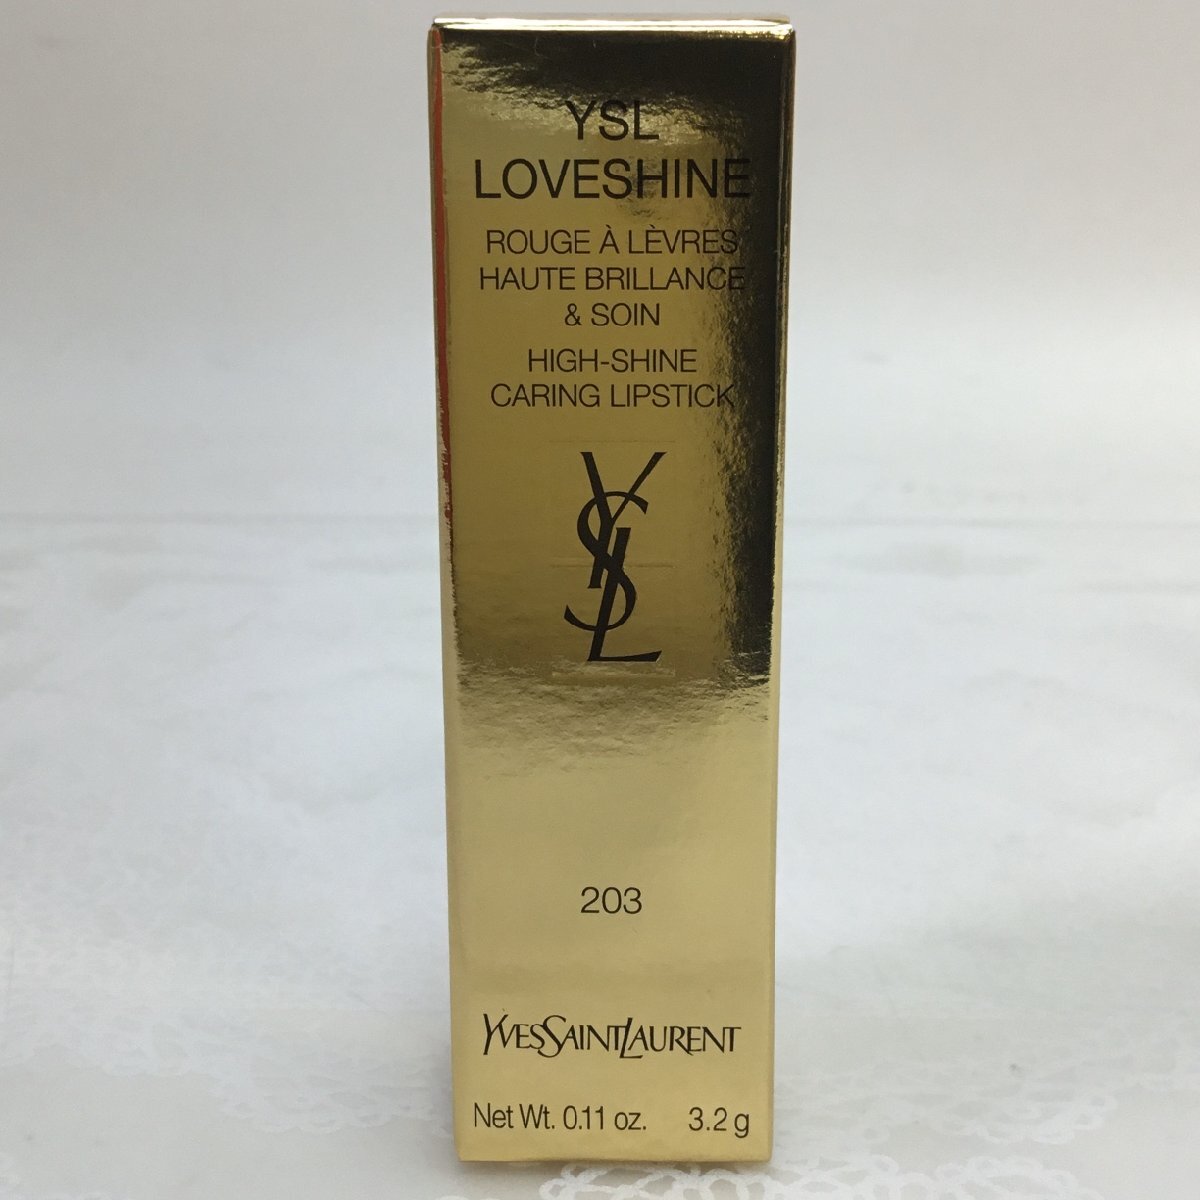 YSL
LOVESHINE
ROUGE À LÈVRES
HAUTE BRILLANCE
& SOIN
HIGH-SHINE
CARING LIPSTICK
YSL
203
YVESSAINTLAURENT
Net Wt. 0.11 oz. 3.2 g